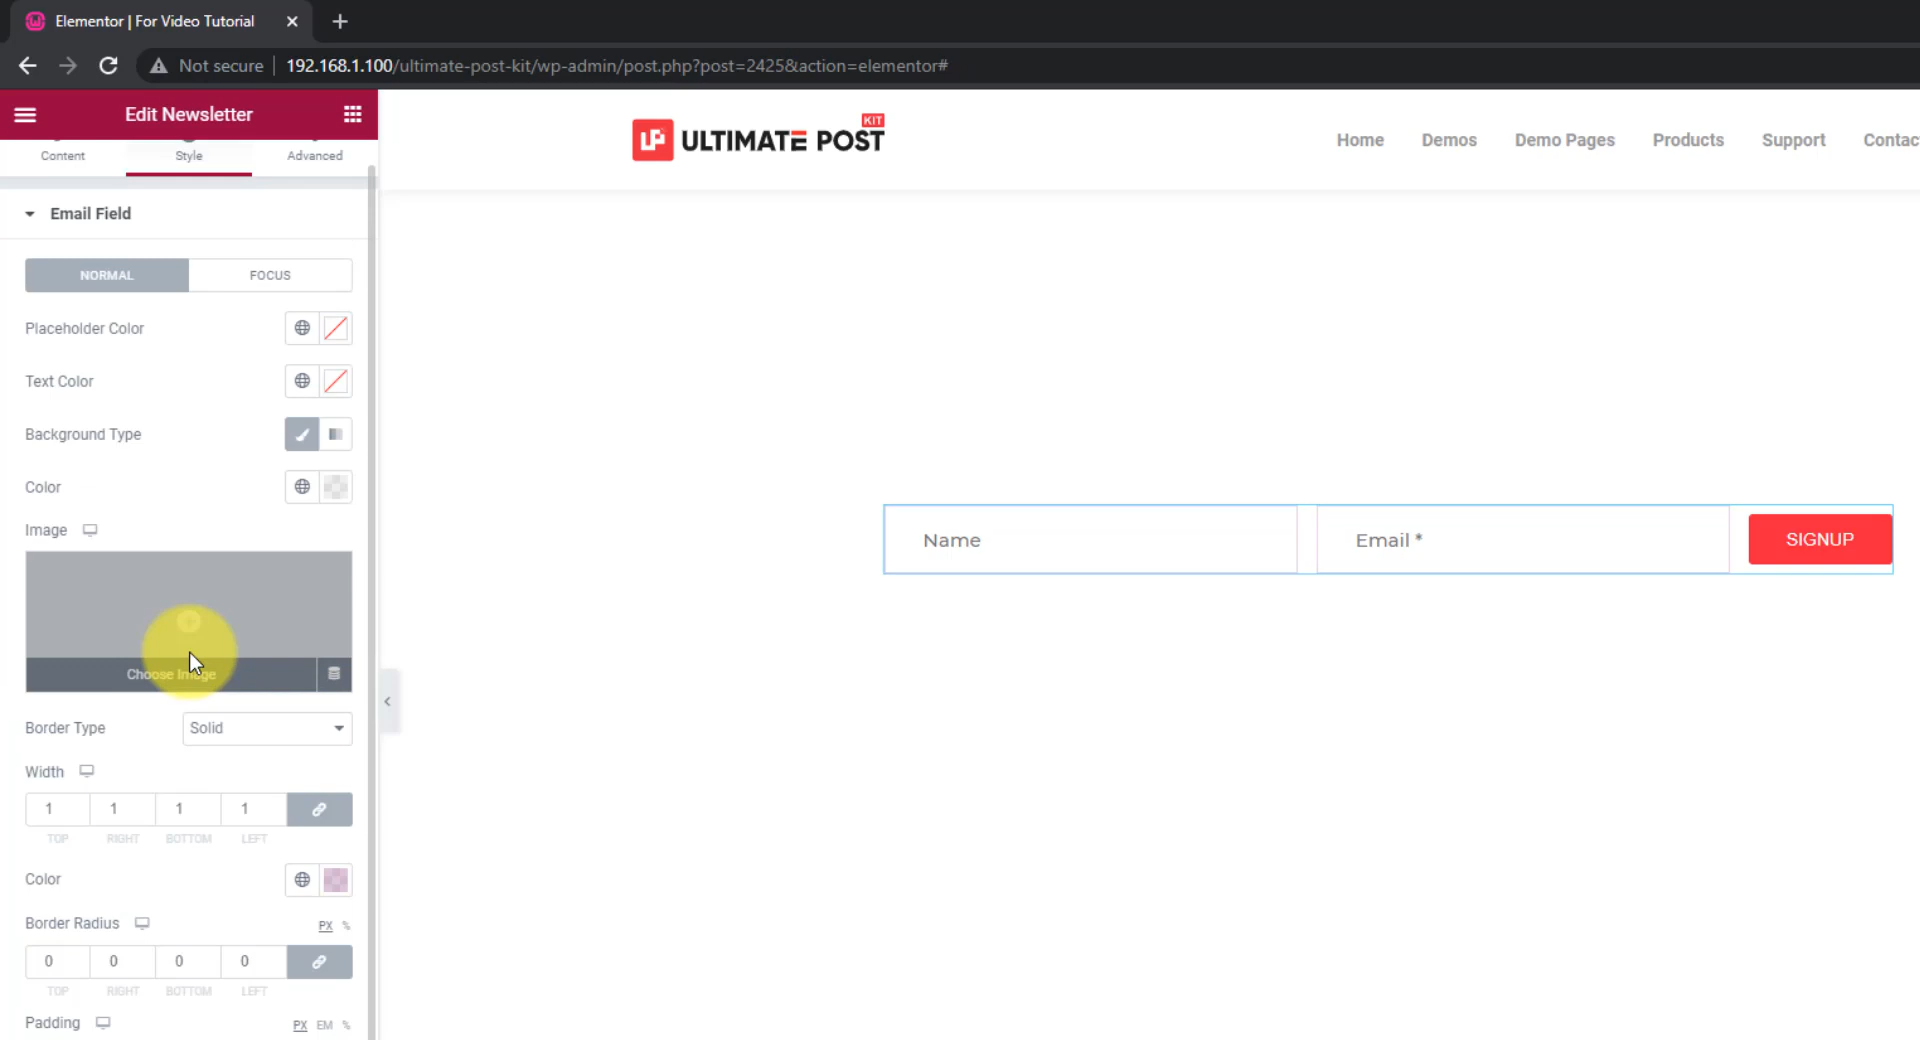 Elementor | For Video Tutorial
Not secure 192.168.1.100/ultimate-post-kit/wp-admin/post.php?post=2425&action=elementor#
Edit Newsletter
Content Style Advanced
Email Field
NORMAL FOCUS
Placeholder Color
Text Color
Background Type
Color
Image
Choose Image
Border Type Solid
Width
1 1 1 1
TOP RIGHT BOTTOM LEFT
Color
Border Radius PX %
0 0 0 0
TOP RIGHT BOTTOM LEFT
Padding PX EM %
UP ULTIMATE POST KIT
Home Demos Demo Pages Products Support Contac
Name Email * SIGNUP